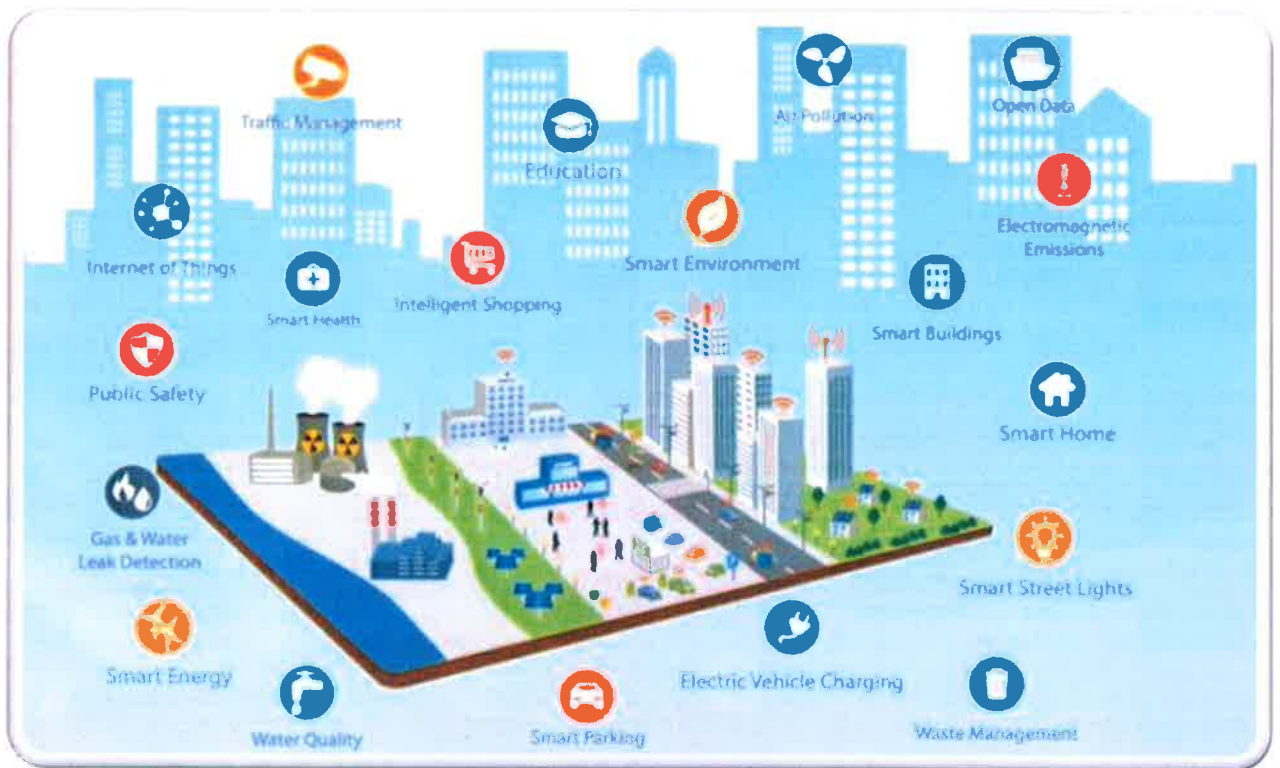 Traffic Management
Education
Air Pollution
Open Data
Internet of Things
Smart Health
Intelligent Shopping
Smart Environment
Electromagnetic
Emissions
Smart Buildings
Public Safety
Smart Home
Gas & Water
Leak Detection
Smart Street Lights
Smart Energy
Water Quality
Smart Parking
Electric Vehicle Charging
Waste Management